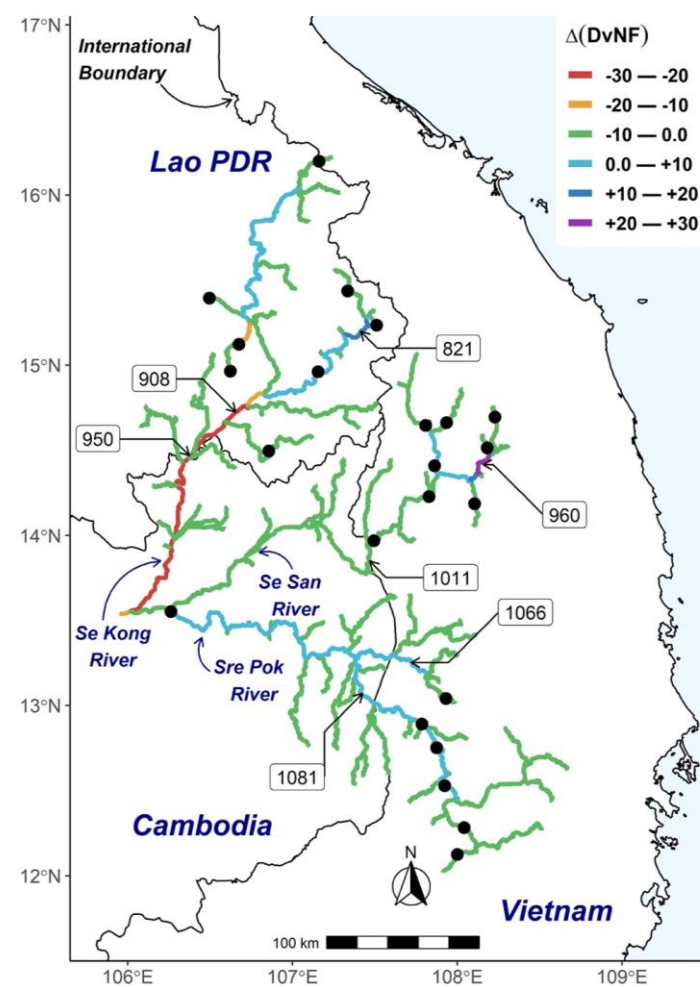 17°N
International
Boundary
Δ(DvNF)
-30 — -20
-20 — -10
-10 — 0.0
0.0 — +10
+10 — +20
+20 — +30
Lao PDR
16°N
15°N
821
908
950
960
14°N
Se San
River
1011
1066
Se Kong
River
Sre Pok
River
13°N
1081
Cambodia
N
12°N
Vietnam
100 km
106°E
107°E
108°E
109°E